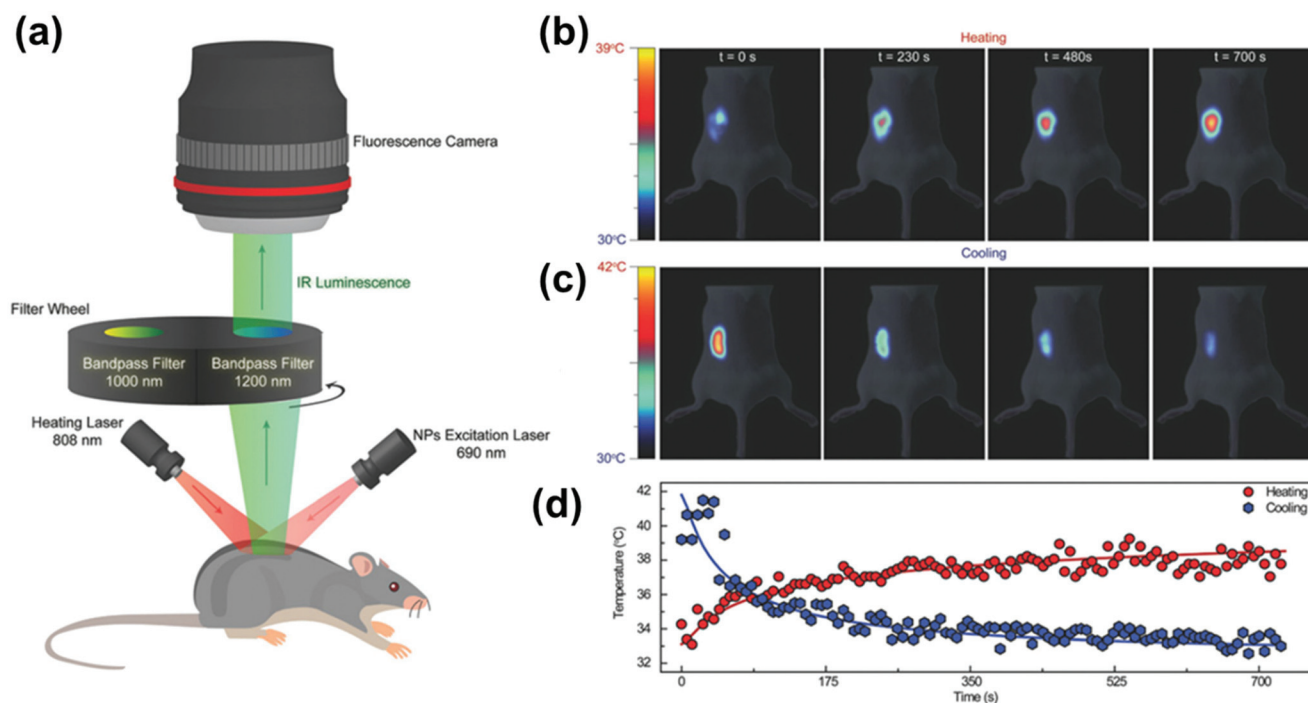 (a)
Fluorescence Camera
IR Luminescence
Filter Wheel
Bandpass Filter
1000 nm
Bandpass Filter
1200 nm
Heating Laser
808 nm
NPs Excitation Laser
690 nm
(b)
Heating
39°C
30°C
t = 0 s
t = 230 s
t = 480s
t = 700 s
(c)
Cooling
42°C
30°C
(d)
Heating
Cooling
Temperature (°C)
42
40
38
36
34
32
0
175
350
525
700
Time (s)